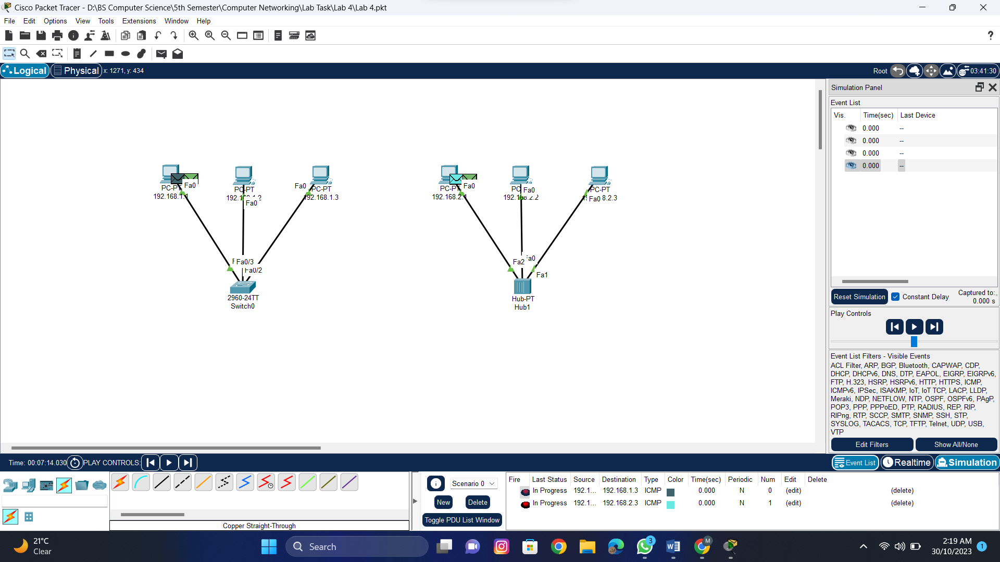 Cisco Packet Tracer - D:\BS Computer Science\5th Semester\Computer Networking\Lab Task\Lab 4\Lab 4.pkt
File Edit Options View Tools Extensions Window Help
Logical Physical x: 1271, y: 434
Root 03:41:30
Simulation Panel
Event List
Vis. Time(sec) Last Device
0.000 --
0.000 --
0.000 --
0.000 --
Fa0
192.168.1.1
PC-PT
Fa0
Fa0
PC-PT
192.168.1.3
Fa0
192.168.2.1
Fa0
192.168.2.2
PC-PT
Fa0 8.2.3
Fa0/3
Fa0/2
2960-24TT
Switch0
Fa2
Fa1
Hub-PT
Hub1
Reset Simulation Constant Delay Captured to:
0.000 s
Play Controls
Event List Filters - Visible Events
ACL Filter, ARP, BGP, Bluetooth, CAPWAP, CDP,
DHCP, DHCPv6, DNS, DTP, EAPOL, EIGRP, EIGRPv6,
FTP, H.323, HSRP, HSRPv6, HTTP, HTTPS, ICMP,
ICMPv6, IPSec, ISAKMP, IoT, IoT TCP, LACP, LLDP,
Meraki, NDP, NETFLOW, NTP, OSPF, OSPFv6, PAgP,
POP3, PPP, PPPoED, PTP, RADIUS, REP, RIP,
RIPng, RTP, SCCP, SMTP, SNMP, SSH, STP,
SYSLOG, TACACS, TCP, TFTP, Telnet, UDP, USB,
VTP
Edit Filters Show All/None
Time: 00:07:14.030 PLAY CONTROLS:
Event List Realtime Simulation
Scenario 0
New Delete
Toggle PDU List Window
Fire Last Status Source Destination Type Color Time(sec) Periodic Num Edit Delete
In Progress 192.1... 192.168.1.3 ICMP 0.000 N 0 (edit) (delete)
In Progress 192.1... 192.168.2.3 ICMP 0.000 N 1 (edit) (delete)
Copper Straight-Through
21°C
Clear
Search
3
M
2:19 AM
30/10/2023
1